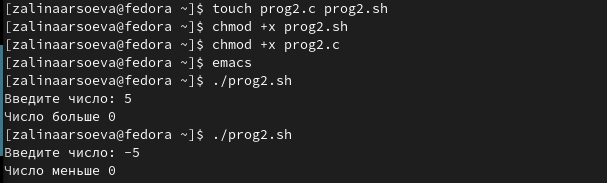 [zalinaarsoeva@fedora ~]$ touch prog2.c prog2.sh
[zalinaarsoeva@fedora ~]$ chmod +x prog2.sh
[zalinaarsoeva@fedora ~]$ chmod +x prog2.c
[zalinaarsoeva@fedora ~]$ emacs
[zalinaarsoeva@fedora ~]$ ./prog2.sh
Введите число: 5
Число больше 0
[zalinaarsoeva@fedora ~]$ ./prog2.sh
Введите число: -5
Число меньше 0